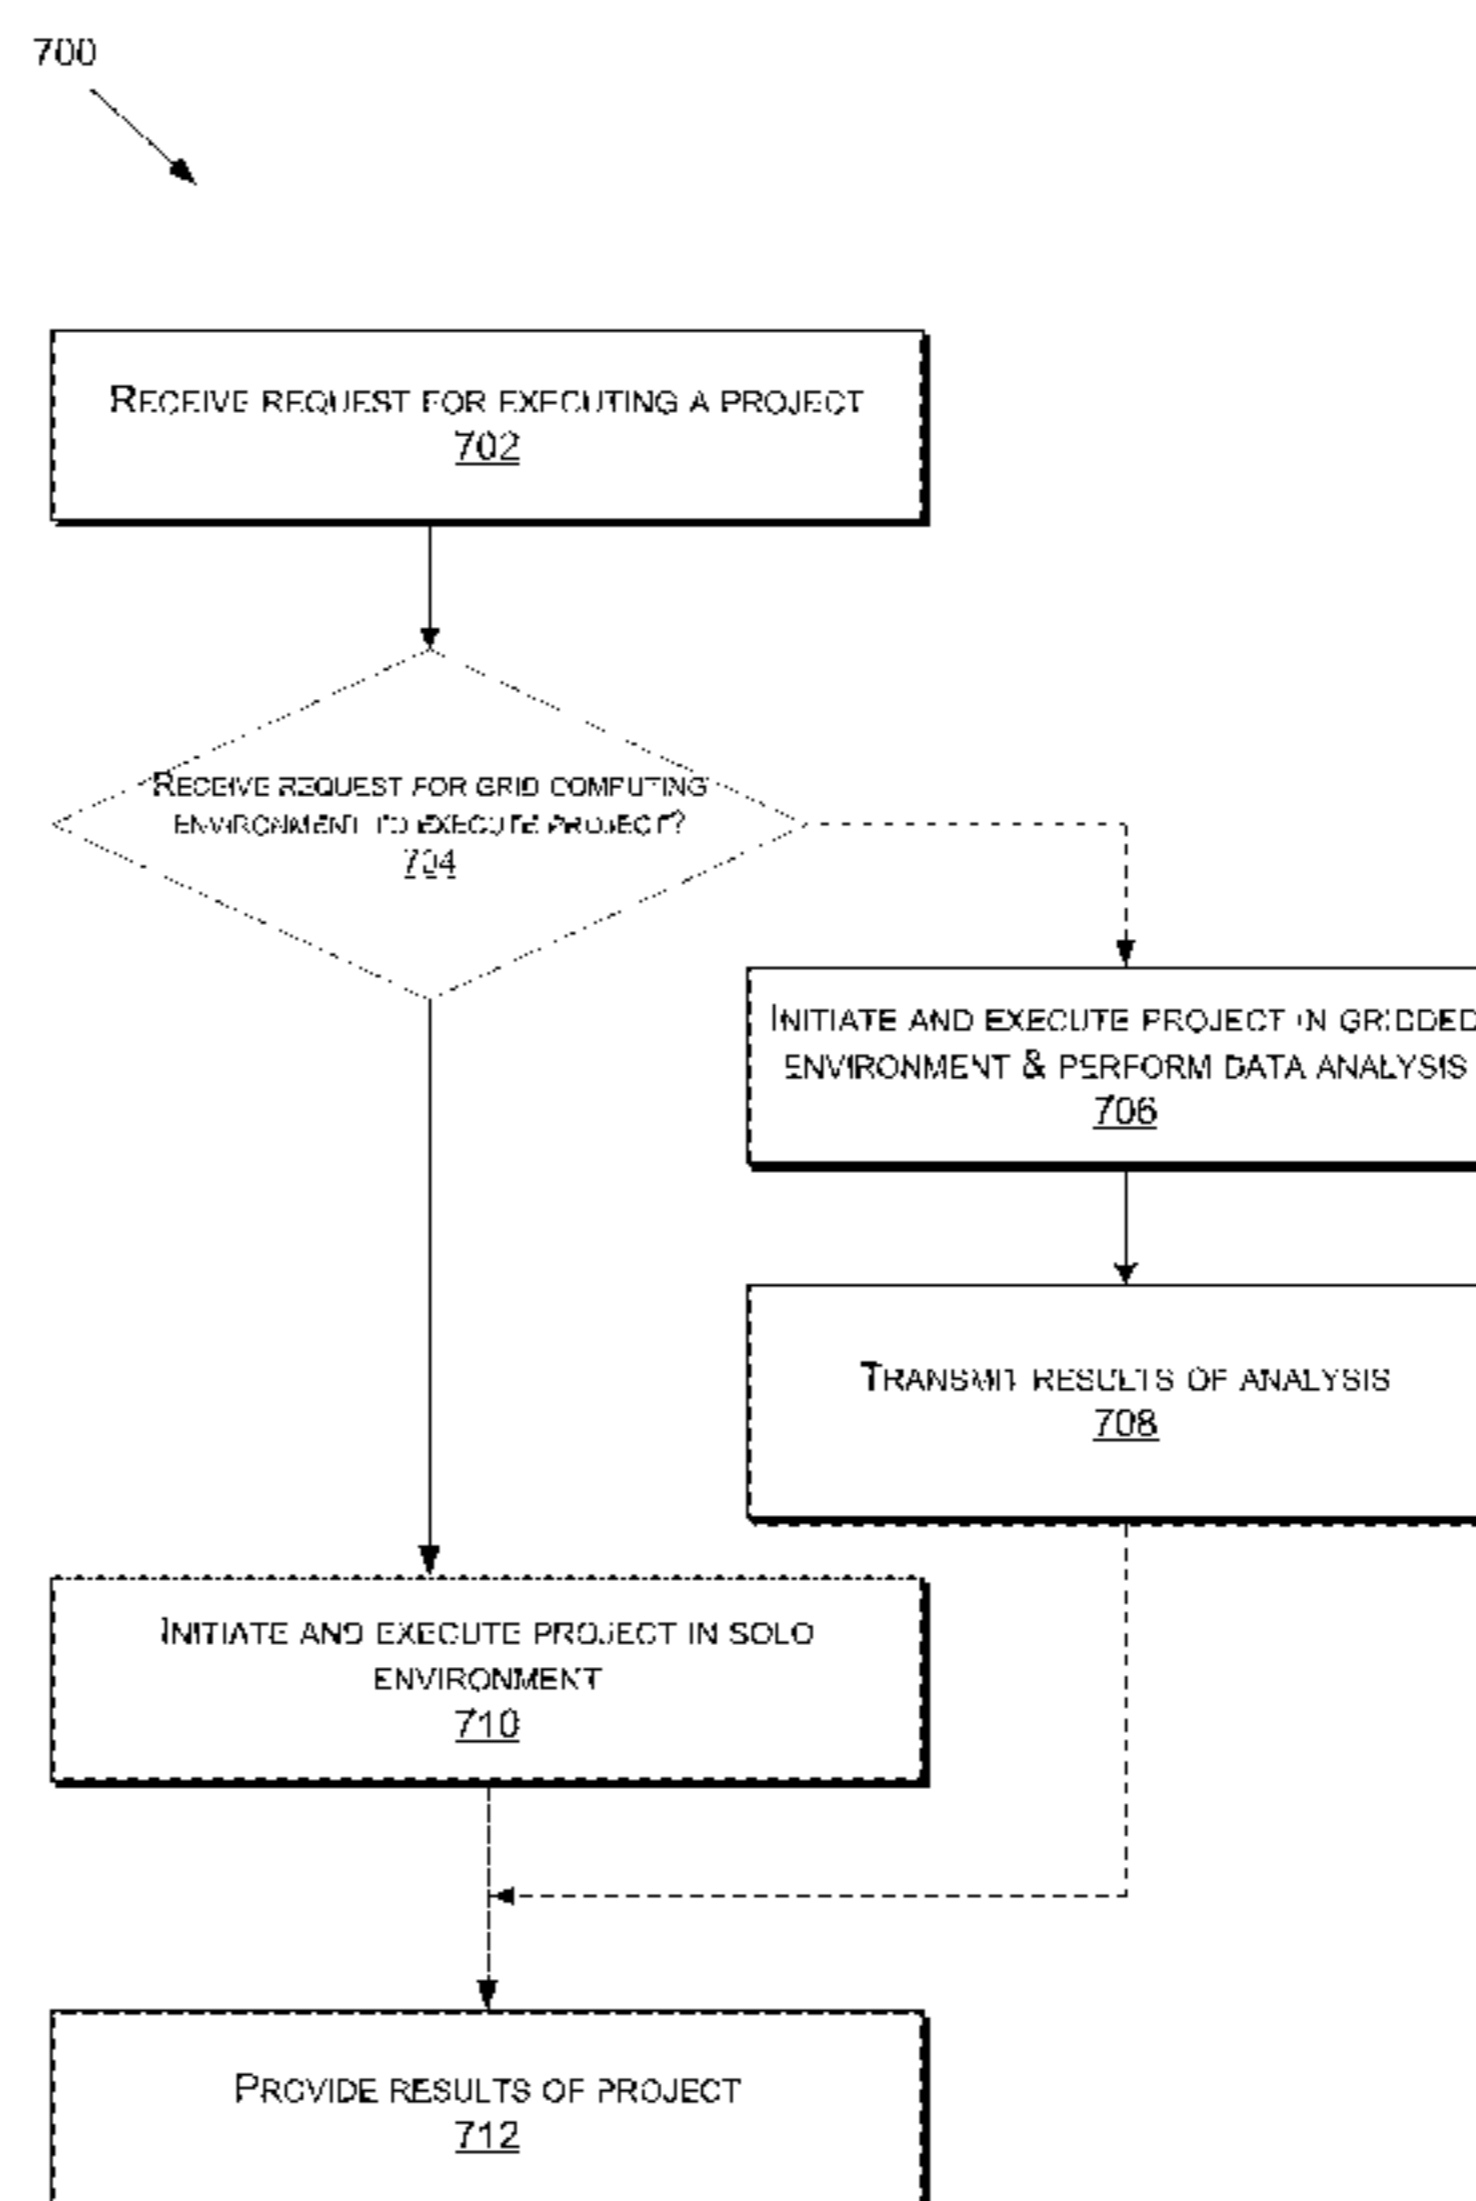 700
RECEIVE REQUEST FOR EXECUTING A PROJECT
702
RECEIVE REQUEST FOR GRID COMPUTING
ENVIRONMENT TO EXECUTE PROJECT?
704
INITIATE AND EXECUTE PROJECT IN GRIDDED
ENVIRONMENT & PERFORM DATA ANALYSIS
706
TRANSMIT RESULTS OF ANALYSIS
708
INITIATE AND EXECUTE PROJECT IN SOLO
ENVIRONMENT
710
PROVIDE RESULTS OF PROJECT
712